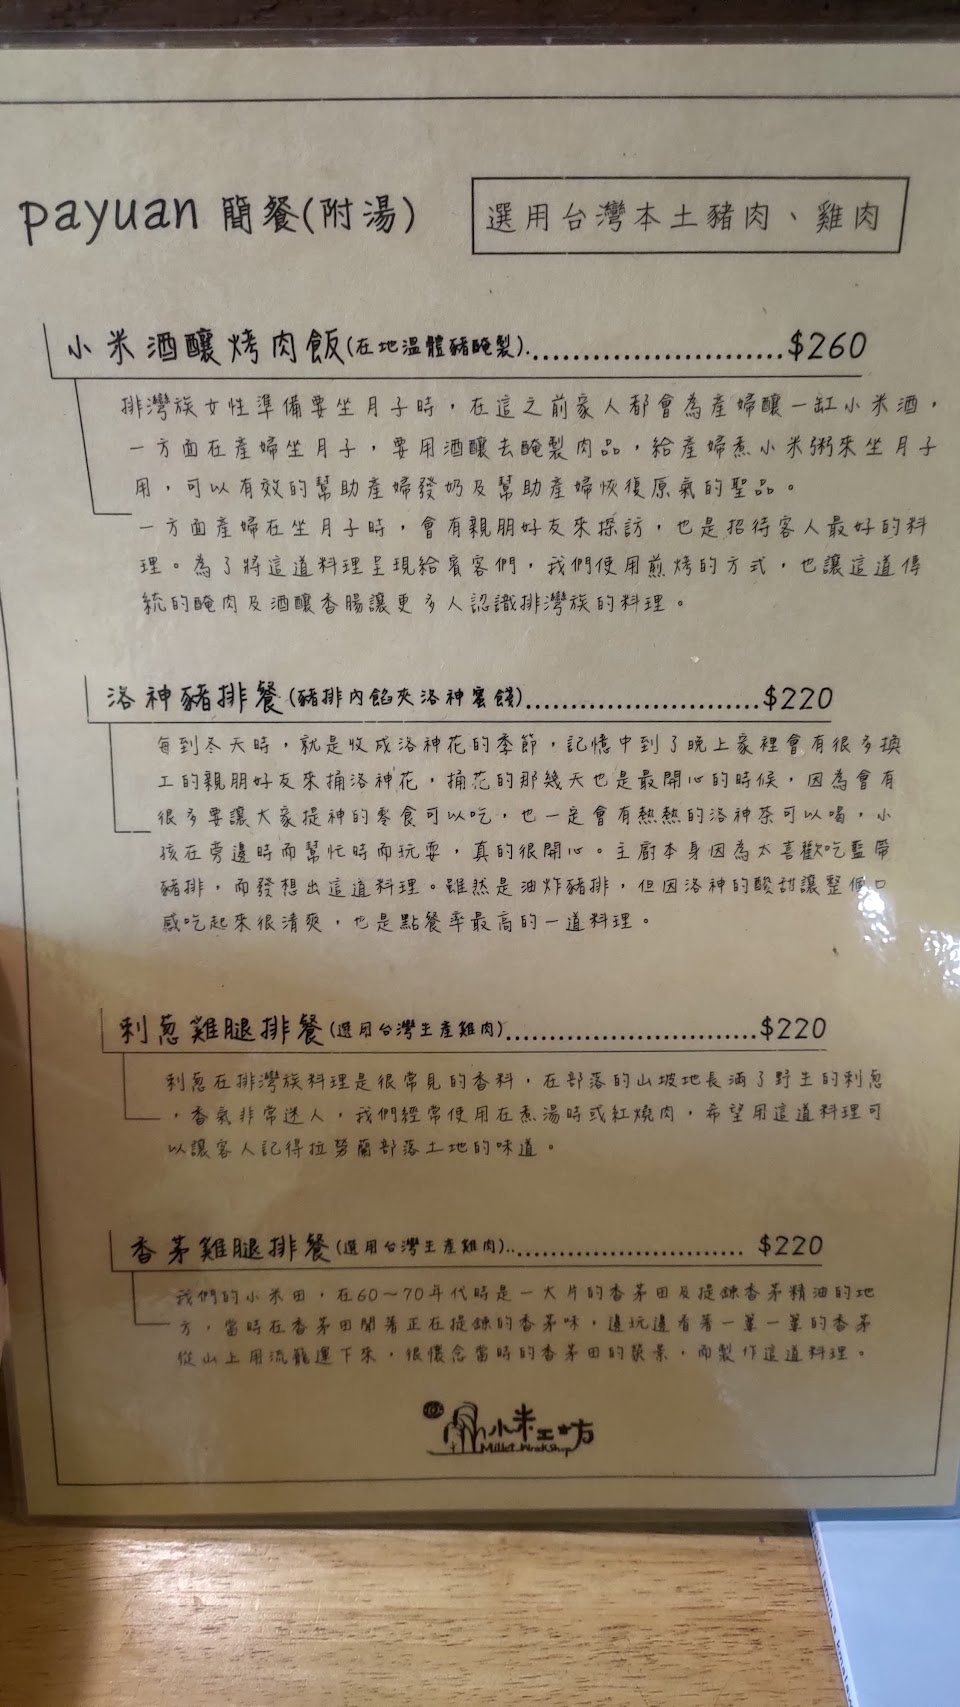 payuan 簡餐(附湯)
選用台灣本土豬肉、雞肉
小米酒釀烤肉飯(在地溫體豬醃製)..........................$260
排灣族女性準備要坐月子時，在這之前家人都會為產婦釀一缸小米酒，
一方面在產婦坐月子，要用酒釀去醃製肉品，給產婦煮小米粥來坐月子
用，可以有效的幫助產婦發奶及幫助產婦恢復原氣的聖品。
一方面產婦在坐月子時，會有親朋好友來探訪，也是招待客人最好的料
理。為了將這道料理呈現給賓客們，我們使用煎烤的方式，也讓這道傳
統的醃肉及酒釀香腸讓更多人認識排灣族的料理。
洛神豬排餐(豬排內餡夾洛神蜜餞)..........................$220
每到冬天時，就是收成洛神花的季節，記憶中到了晚上家裡會有很多換
工的親朋好友來捅洛神花，捅花的那幾天也是最開心的時候，因為會有
很多要讓大家提神的零食可以吃，也一定會有熱熱的洛神茶可以喝，小
孩在旁邊時而幫忙時而玩耍，真的很開心。主廚本身因為太喜歡吃藍帶
豬排，而發想出這道料理。雖然是油炸豬排，但因洛神的酸甜讓整個口
感吃起來很清爽，也是點餐率最高的一道料理。
刺蔥雞腿排餐(選用台灣生產雞肉)............................$220
刺蔥在排灣族料理是很常見的香料，在部落的山坡地長滿了野生的刺蔥
，香氣非常迷人，我們經常使用在煮湯時或紅燒肉，希望用這道料理可
以讓客人記得拉勞蘭部落土地的味道。
香茅雞腿排餐(選用台灣生產雞肉)............................ $220
我們的小米田，在60～70年代時是一大片的香茅田及提鍊香茅精油的地
方，當時在香茅田聞著正在提鍊的香茅味，邊玩邊看著一簍一簍的香茅
從山上用流籠運下來，很懷念當時的香茅田的榮景，而製作這道料理。
小米工坊
Millet WorkShop